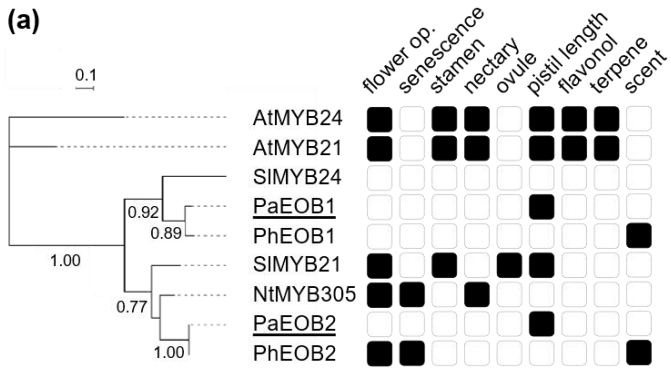 (a)
0.1
flower op.
senescence
stamen
nectary
ovule
pistil length
flavonol
terpene
scent
AtMYB24
AtMYB21
SlMYB24
0.92
PaEOB1
0.89
PhEOB1
1.00
SlMYB21
0.77
NtMYB305
PaEOB2
1.00
PhEOB2